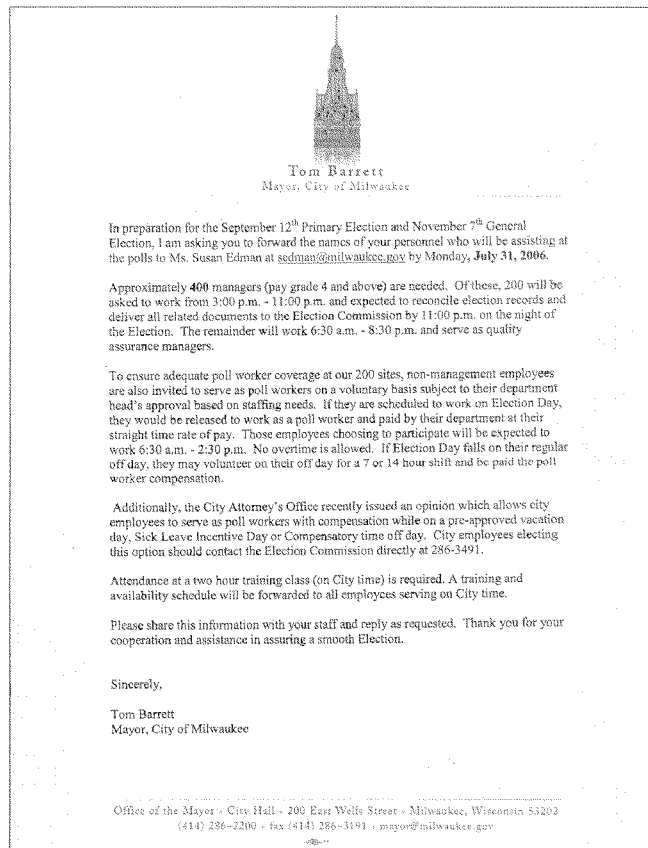 Tom Barrett
Mayor, City of Milwaukee
In preparation for the September 12th Primary Election and November 7th General
Election, I am asking you to forward the names of your personnel who will be assisting at
the polls to Ms. Susan Edman at sedman@milwaukee.gov by Monday, July 31, 2006.
Approximately 400 managers (pay grade 4 and above) are needed. Of these, 200 will be
asked to work from 3:00 p.m. - 11:00 p.m. and expected to reconcile election records and
deliver all related documents to the Election Commission by 11:00 p.m. on the night of
the Election. The remainder will work 6:30 a.m. - 8:30 p.m. and serve as quality
assurance managers.
To ensure adequate poll worker coverage at our 200 sites, non-management employees
are also invited to serve as poll workers on a voluntary basis subject to their department
head's approval based on staffing needs. If they are scheduled to work on Election Day,
they would be released to work as a poll worker and paid by their department at their
straight time rate of pay. Those employees choosing to participate will be expected to
work 6:30 a.m. - 2:30 p.m. No overtime is allowed. If Election Day falls on their regular
off day, they may volunteer on their off day for a 7 or 14 hour shift and be paid the poll
worker compensation.
Additionally, the City Attorney's Office recently issued an opinion which allows city
employees to serve as poll workers with compensation while on a pre-approved vacation
day, Sick Leave Incentive Day or Compensatory time off day. City employees electing
this option should contact the Election Commission directly at 286-3491.
Attendance at a two hour training class (on City time) is required. A training and
availability schedule will be forwarded to all employees serving on City time.
Please share this information with your staff and reply as requested. Thank you for your
cooperation and assistance in assuring a smooth Election.
Sincerely,
Tom Barrett
Mayor, City of Milwaukee
Office of the Mayor - City Hall - 200 East Wells Street - Milwaukee, Wisconsin 53202
(414) 286-2200 - fax (414) 286-3191 - mayor@milwaukee.gov